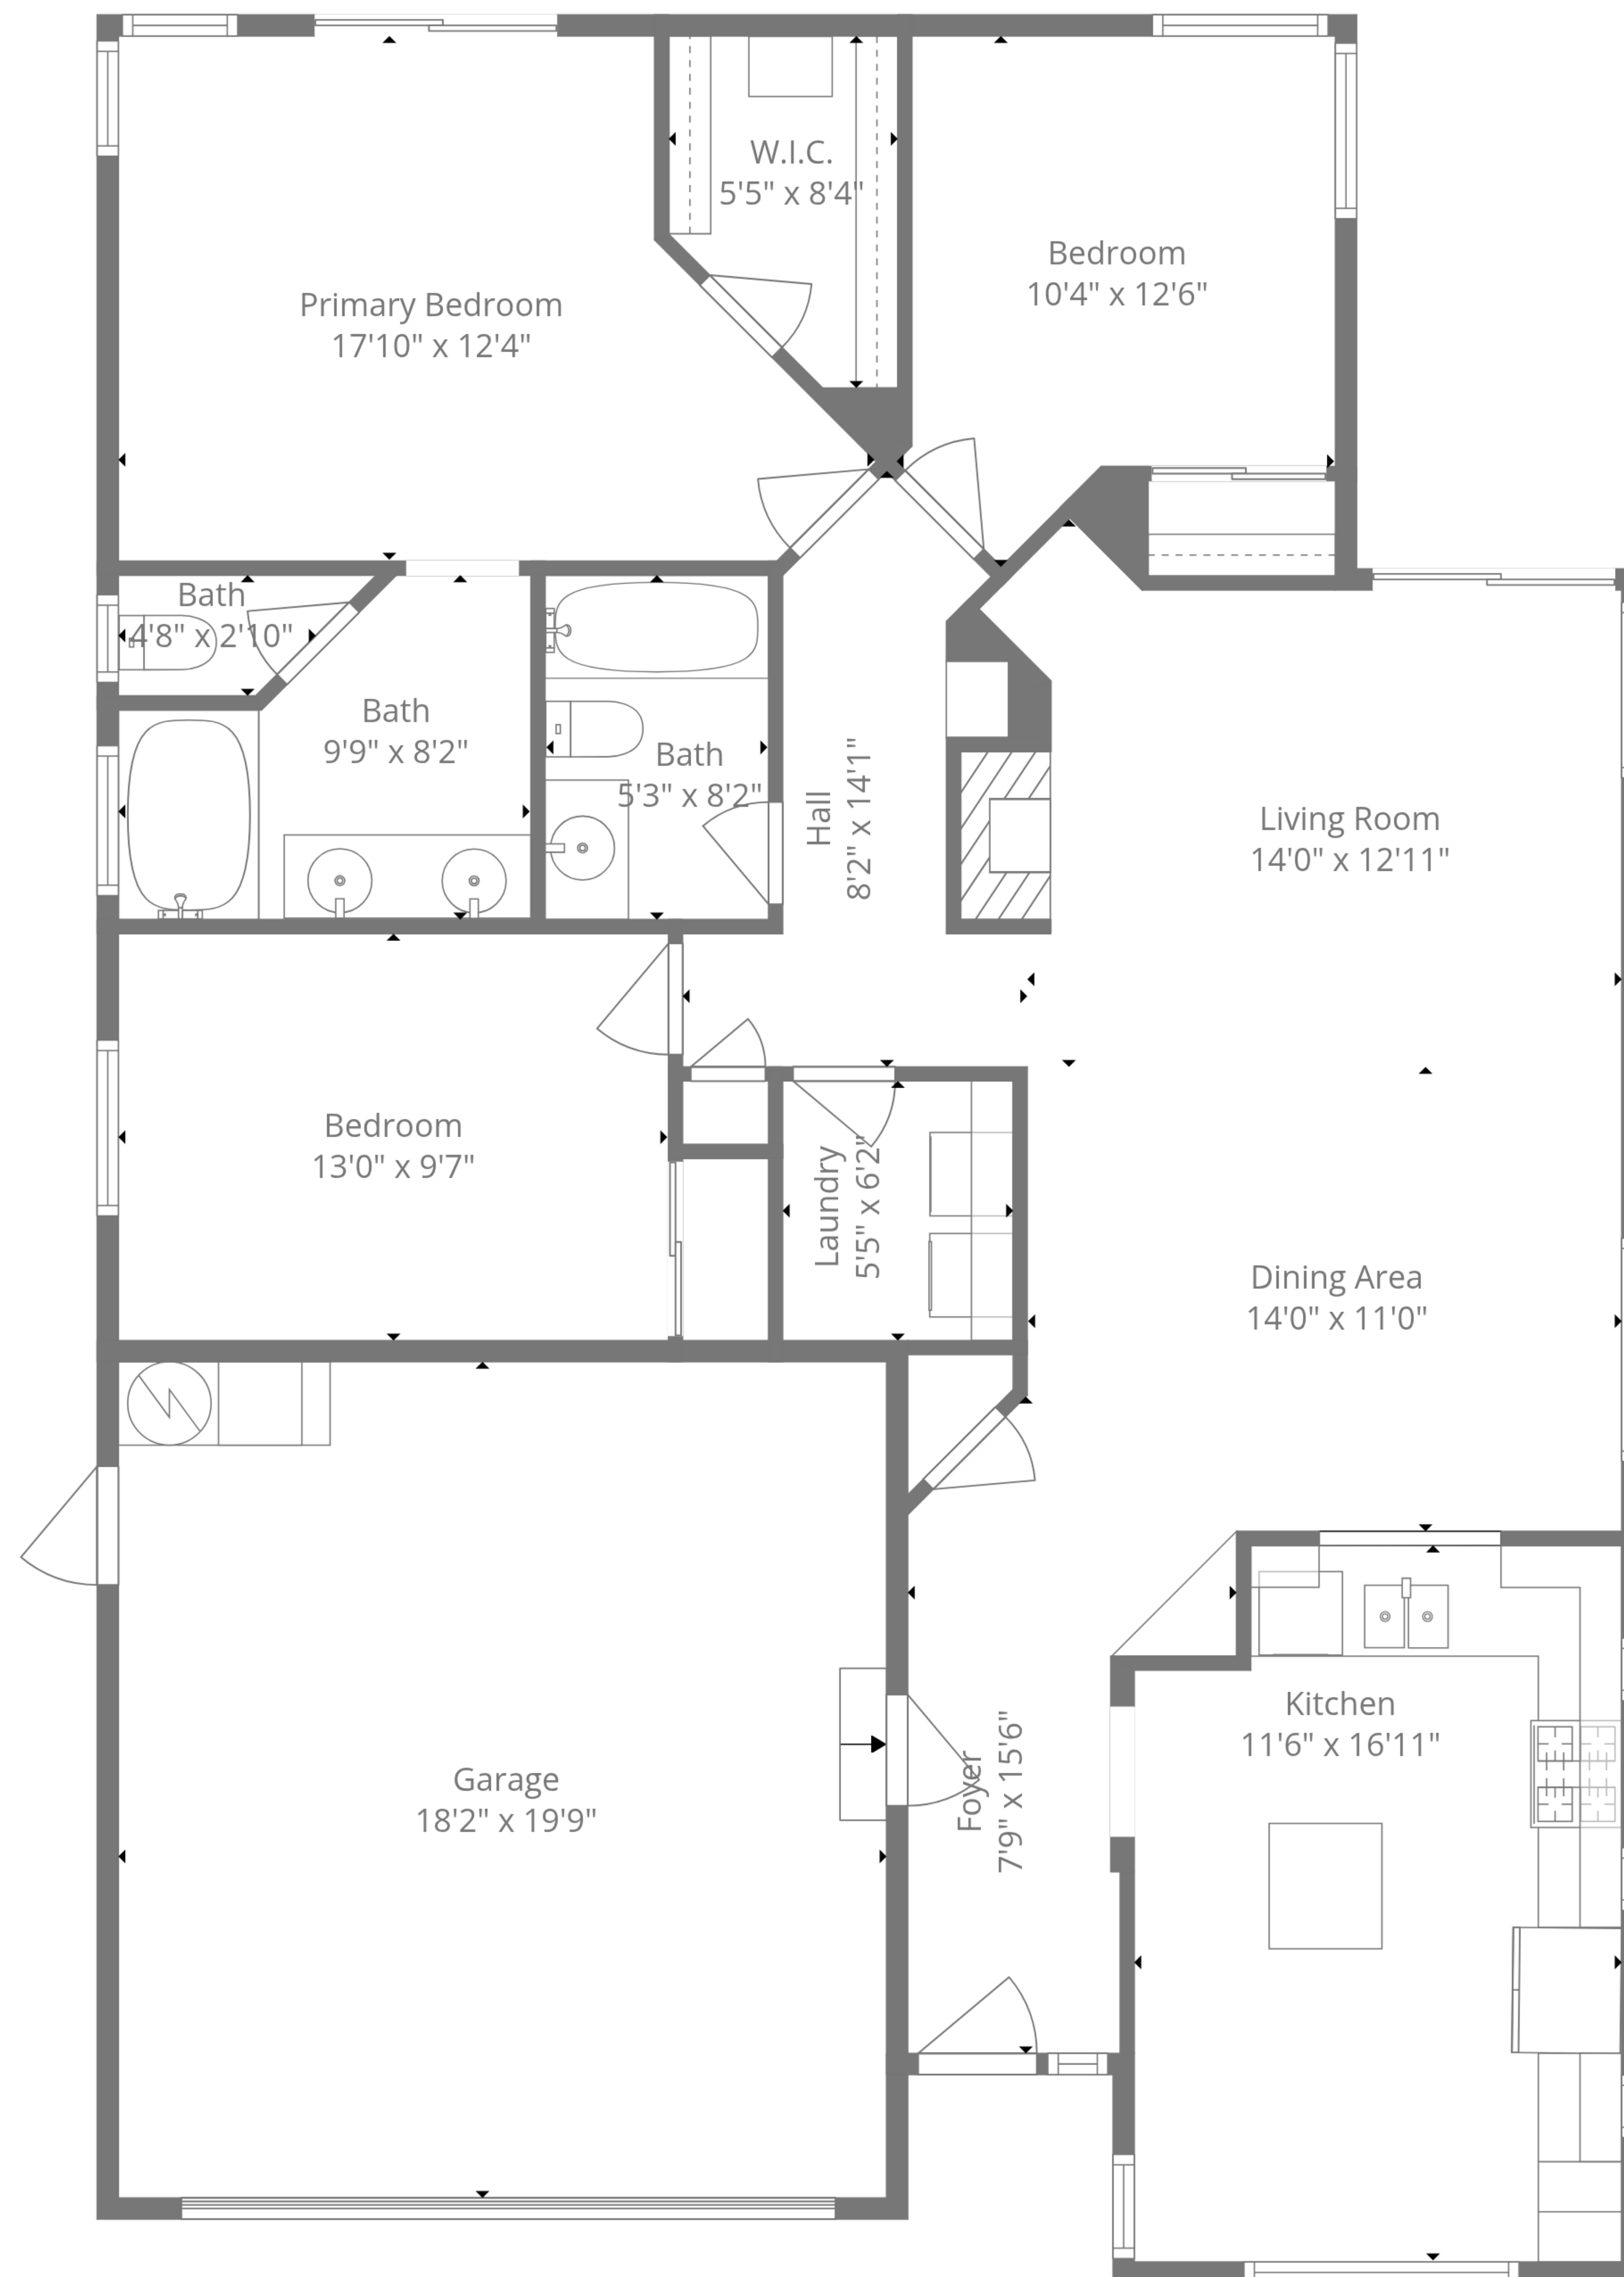 W.I.C.
5'5" x 8'4"
Bedroom
10'4" x 12'6"
Primary Bedroom
17'10" x 12'4"
Bath
4'8" x 2'10"
Bath
9'9" x 8'2"
Bath
5'3" x 8'2"
Hall
8'2" x 14'1"
Living Room
14'0" x 12'11"
Bedroom
13'0" x 9'7"
Laundry
5'5" x 6'2"
Dining Area
14'0" x 11'0"
Kitchen
11'6" x 16'11"
Garage
18'2" x 19'9"
Foyer
7'9" x 15'6"